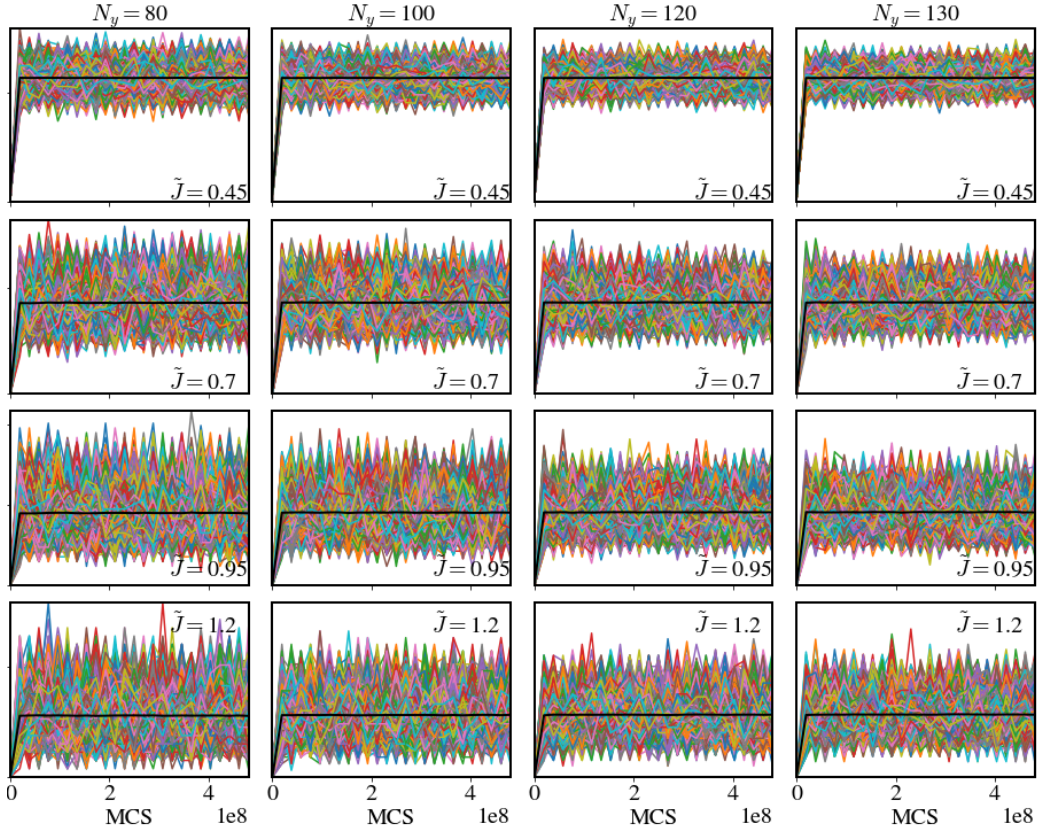 N_y = 80 N_y = 100 N_y = 120 N_y = 130
J̃ = 0.45 J̃ = 0.45 J̃ = 0.45 J̃ = 0.45
J̃ = 0.7 J̃ = 0.7 J̃ = 0.7 J̃ = 0.7
J̃ = 0.95 J̃ = 0.95 J̃ = 0.95 J̃ = 0.95
J̃ = 1.2 J̃ = 1.2 J̃ = 1.2 J̃ = 1.2
0 2 4 0 2 4 0 2 4 0 2 4
MCS 1e8 MCS 1e8 MCS 1e8 MCS 1e8